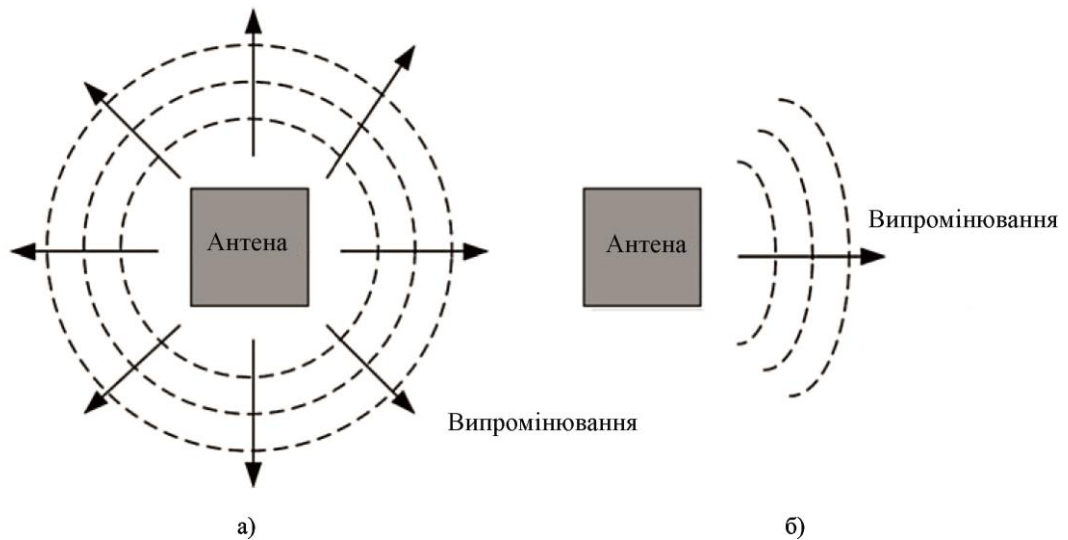 Антена
Випромінювання
а)
Антена
Випромінювання
б)